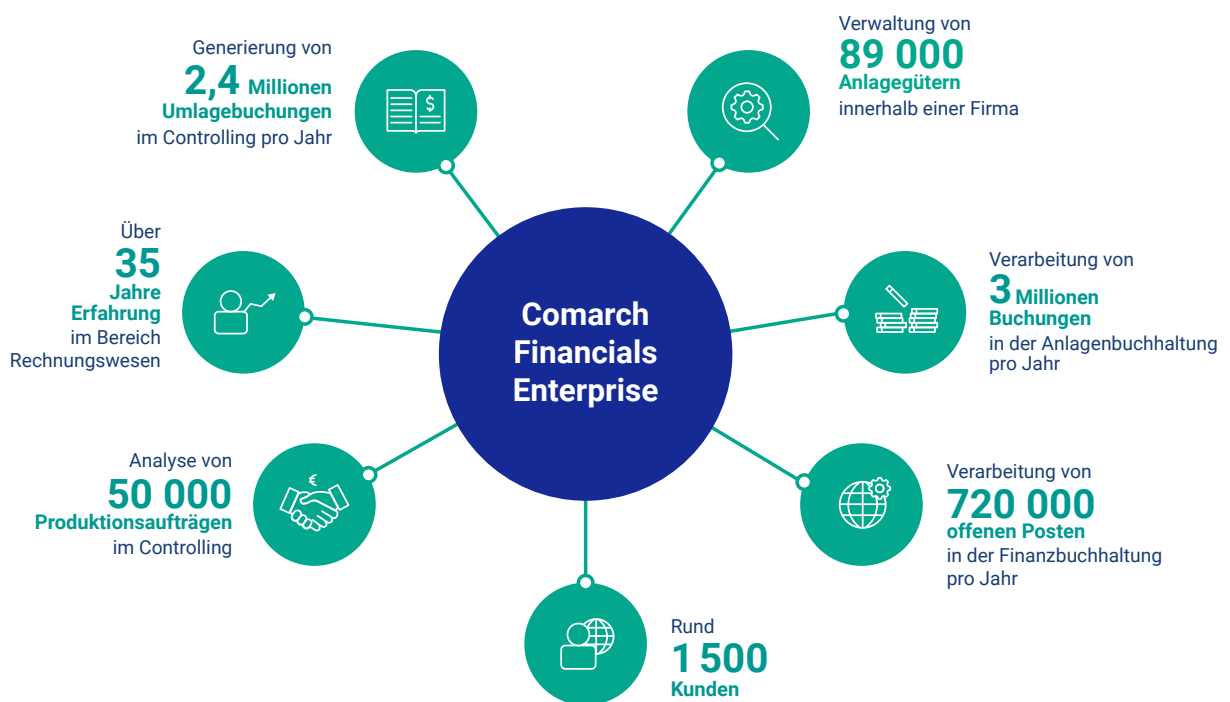 Generierung von
2,4 Millionen
Umlagebuchungen
im Controlling pro Jahr
$
Verwaltung von
89 000
Anlagegütern
innerhalb einer Firma
Über
35
Jahre
Erfahrung
im Bereich
Rechnungswesen
Comarch
Financials
Enterprise
Verarbeitung von
3 Millionen
Buchungen
in der Anlagenbuchhaltung
pro Jahr
Analyse von
50 000
Produktionsaufträgen
im Controlling
€
Verarbeitung von
720 000
offenen Posten
in der Finanzbuchhaltung
pro Jahr
Rund
1 500
Kunden